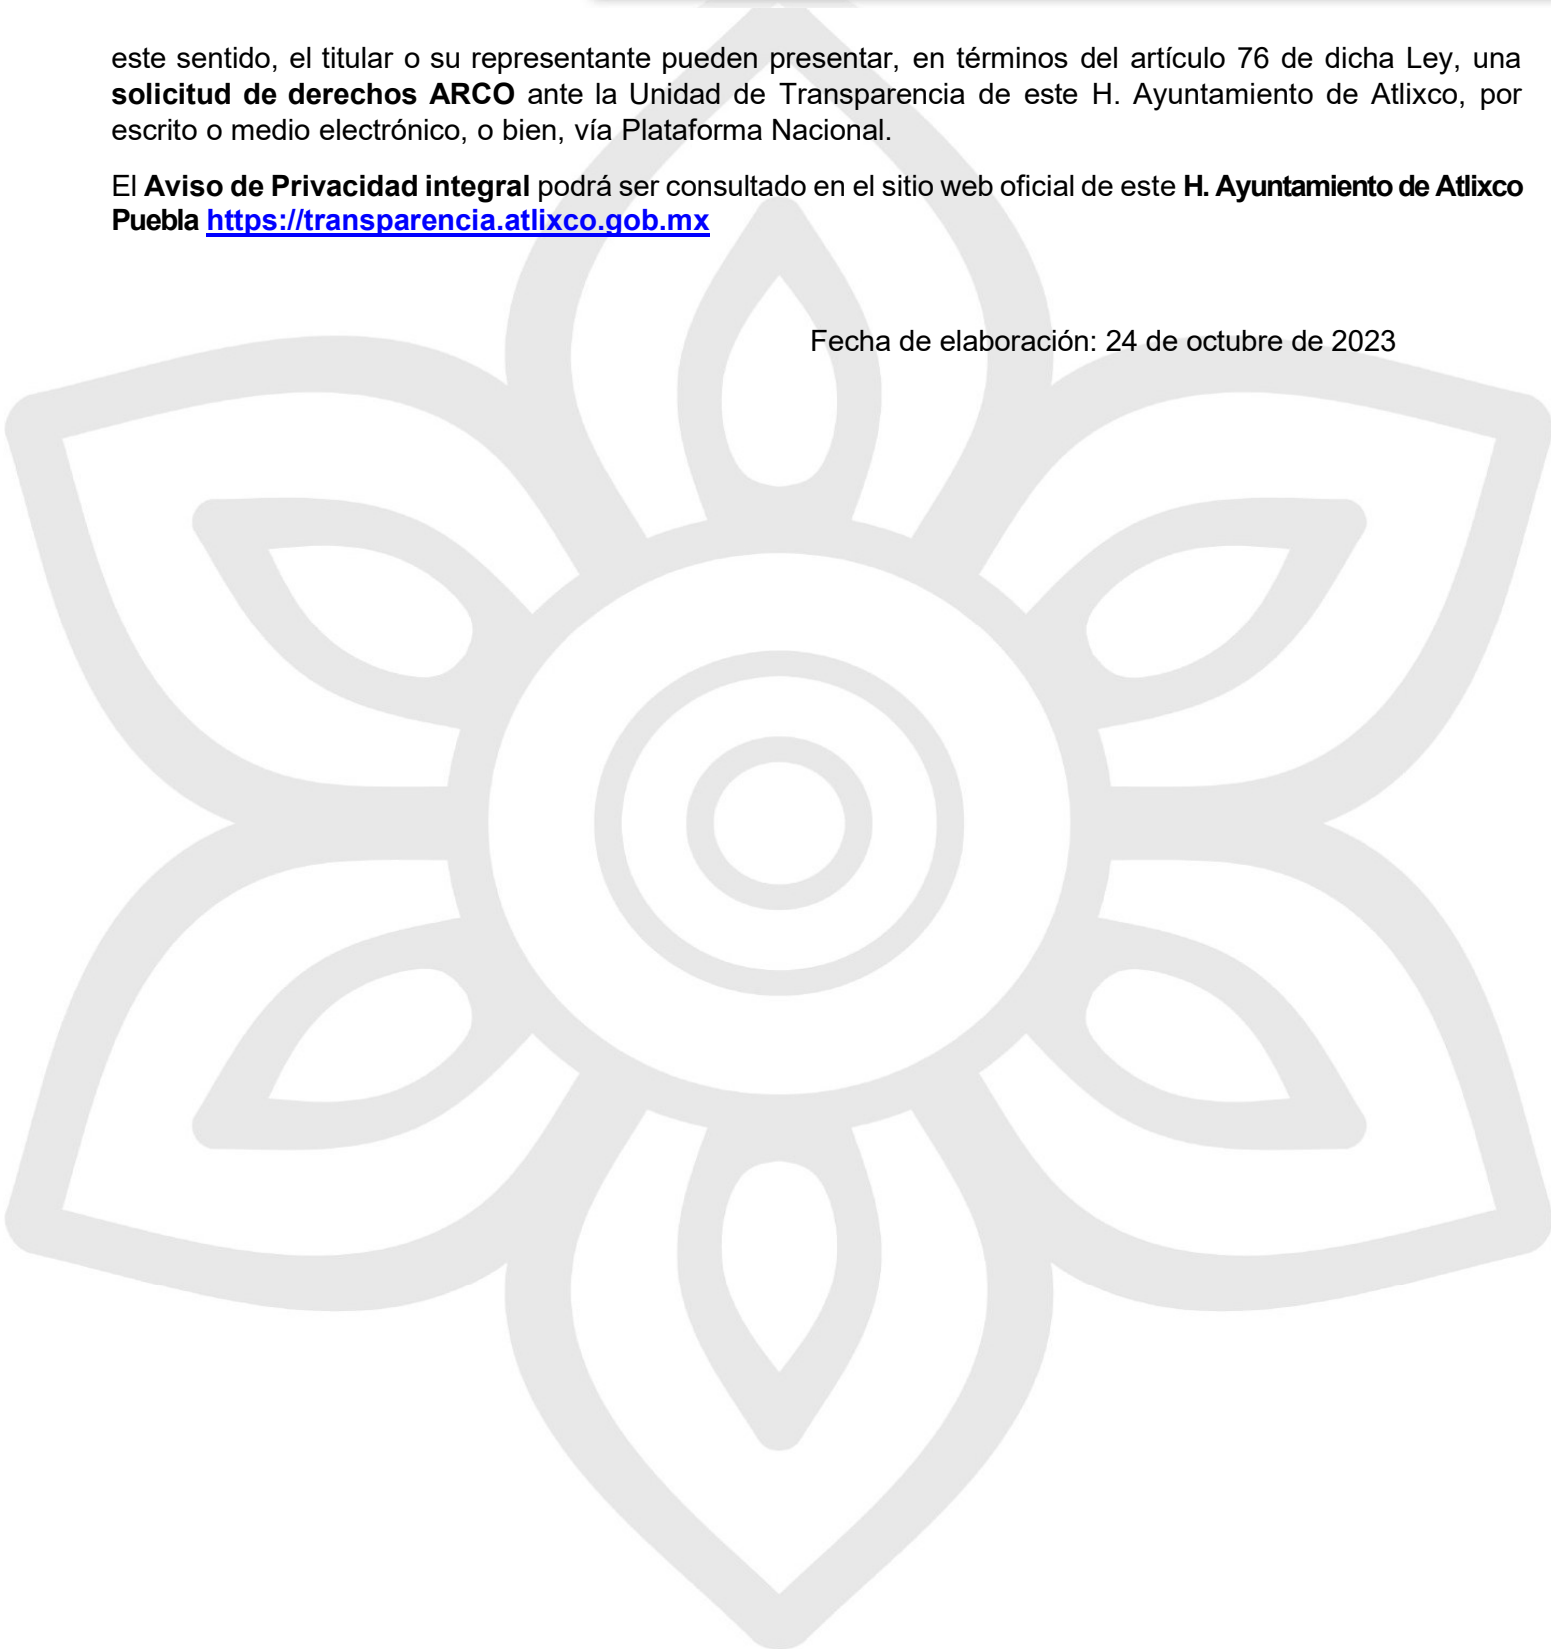 este sentido, el titular o su representante pueden presentar, en términos del artículo 76 de dicha Ley, una
solicitud de derechos ARCO ante la Unidad de Transparencia de este H. Ayuntamiento de Atlixco, por
escrito o medio electrónico, o bien, vía Plataforma Nacional.
El Aviso de Privacidad integral podrá ser consultado en el sitio web oficial de este H. Ayuntamiento de Atlixco
Puebla https://transparencia.atlixco.gob.mx
Fecha de elaboración: 24 de octubre de 2023